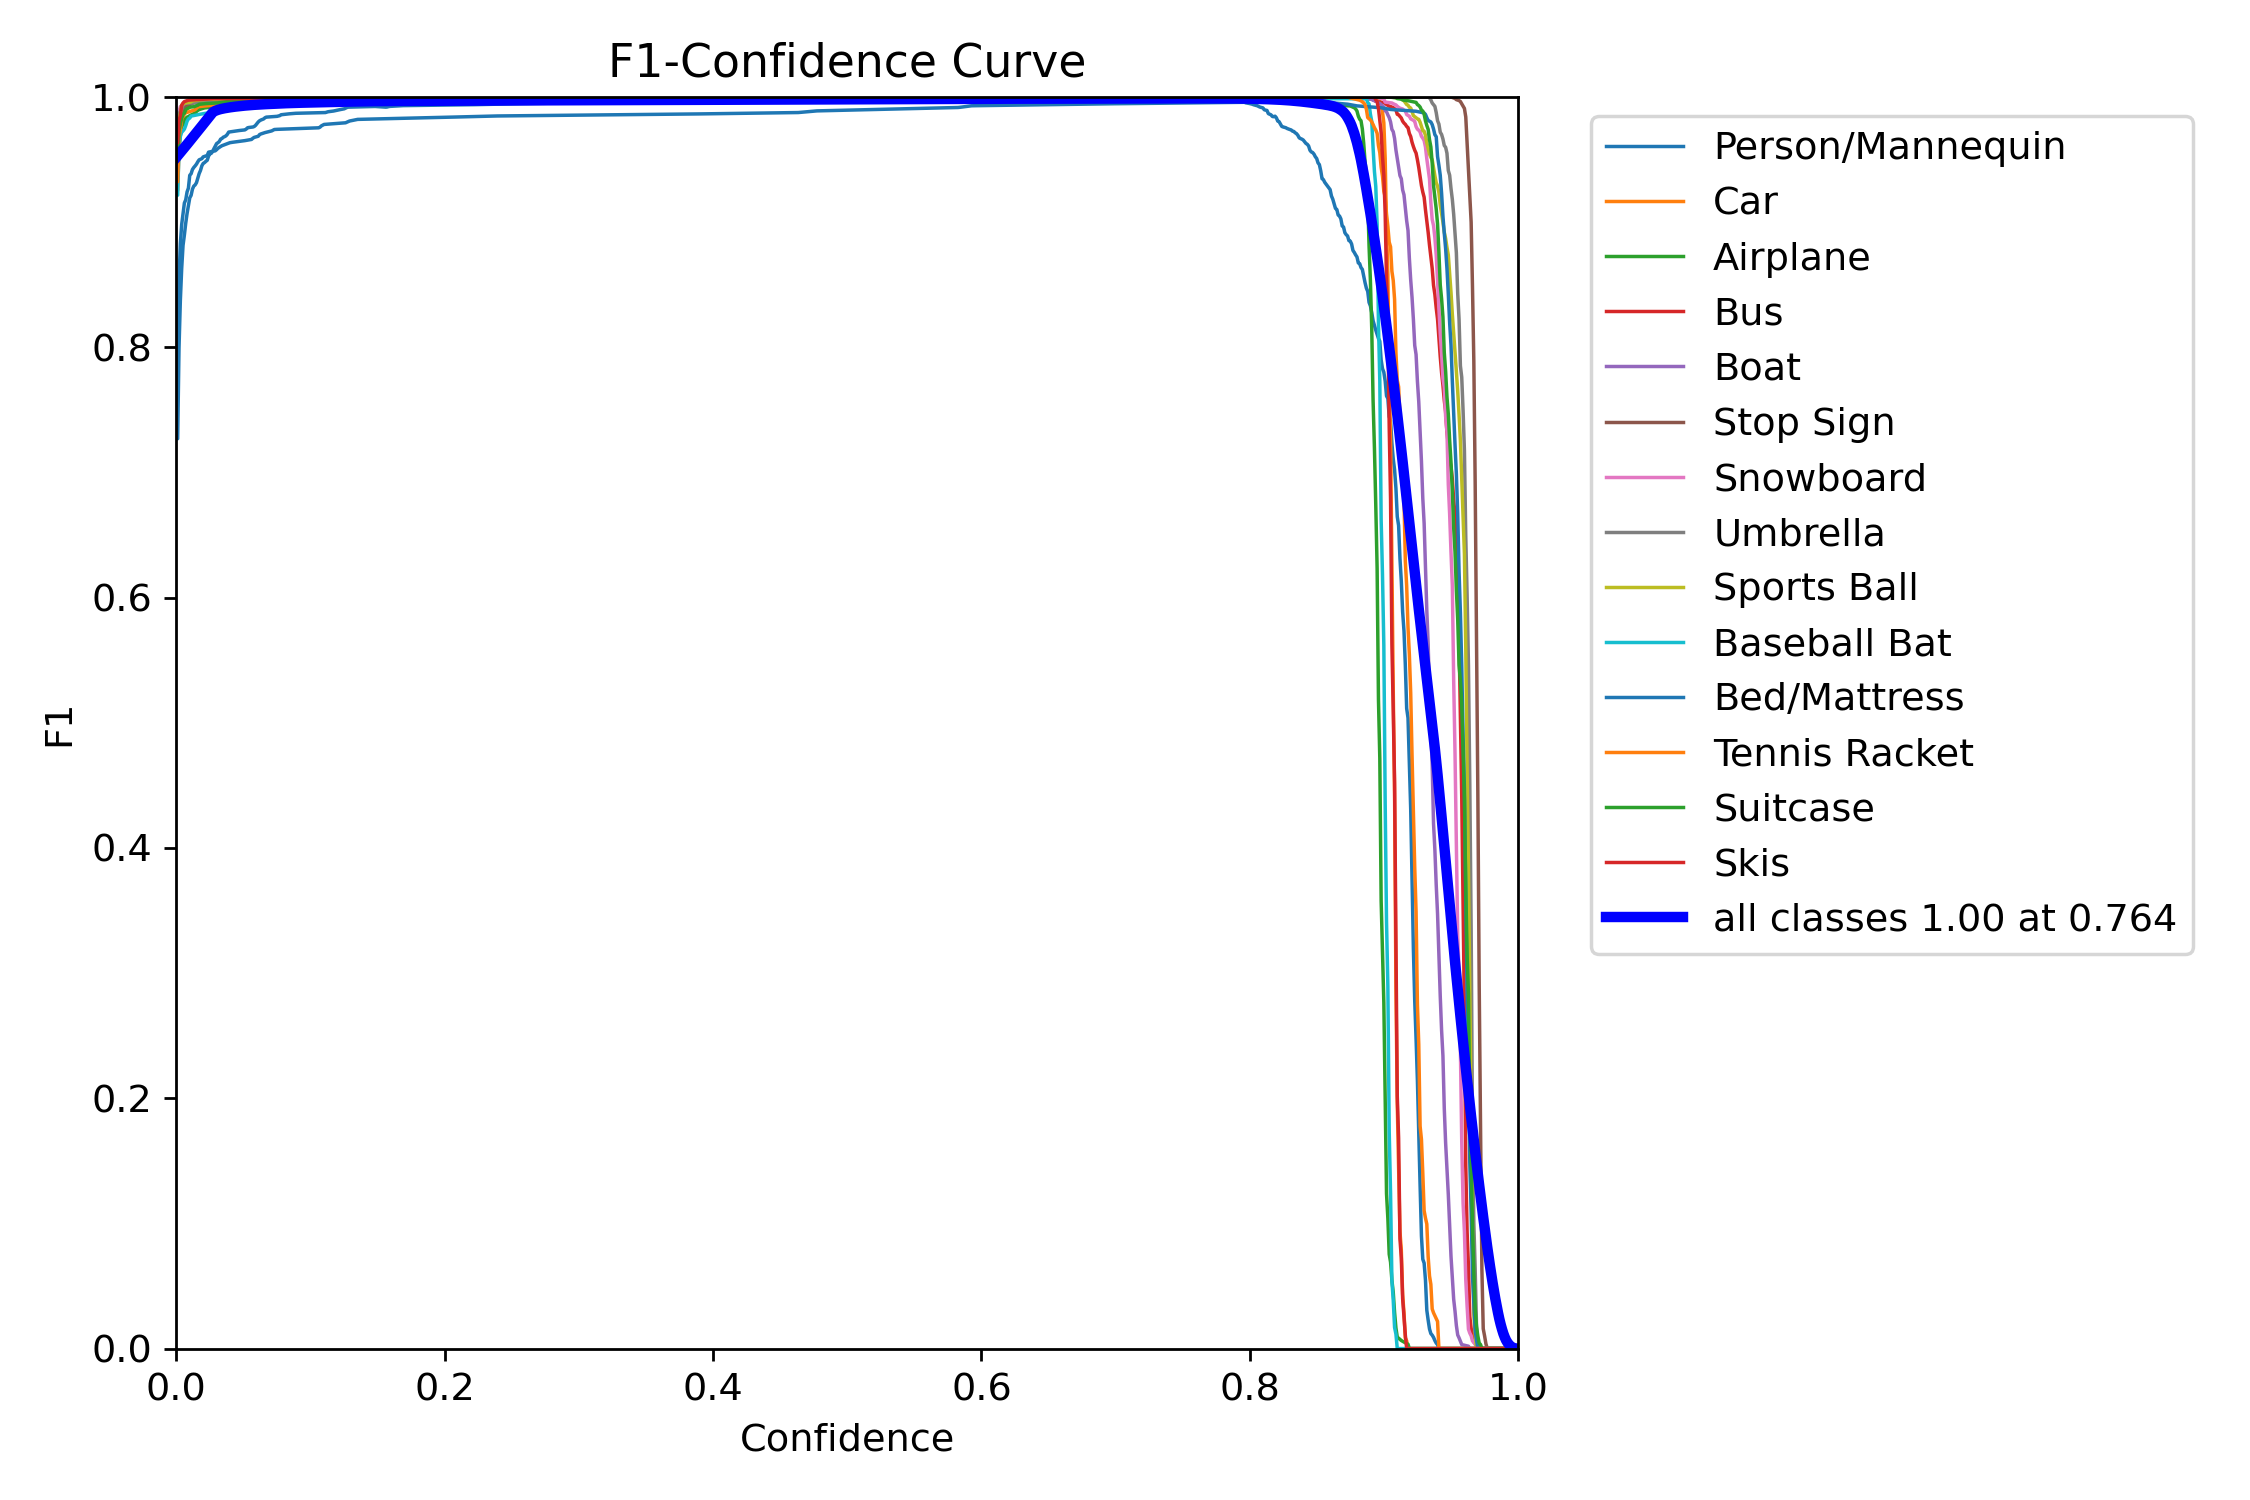 F1-Confidence Curve
1.0
0.8
0.6
0.4
0.2
0.0
F1
0.0 0.2 0.4 0.6 0.8 1.0
Confidence
Person/Mannequin
Car
Airplane
Bus
Boat
Stop Sign
Snowboard
Umbrella
Sports Ball
Baseball Bat
Bed/Mattress
Tennis Racket
Suitcase
Skis
all classes 1.00 at 0.764